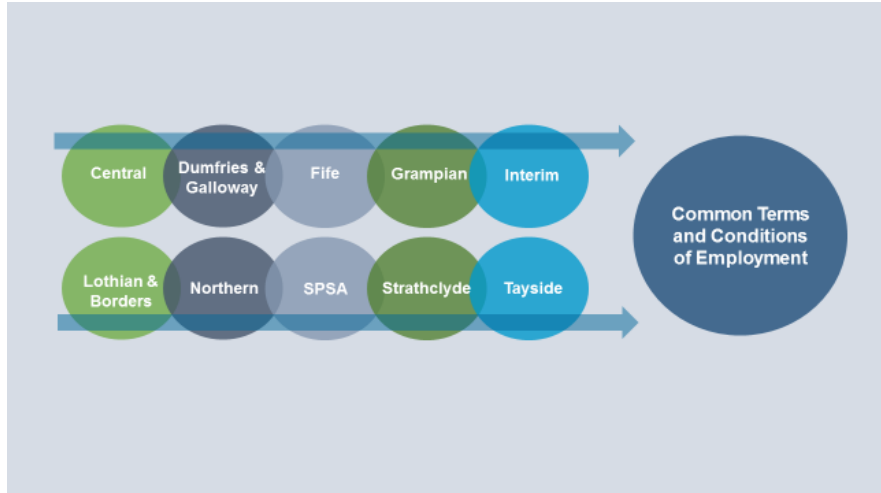 Central
Dumfries &
Galloway
Fife
Grampian
Interim
Lothian &
Borders
Northern
SPSA
Strathclyde
Tayside
Common Terms
and Conditions
of Employment